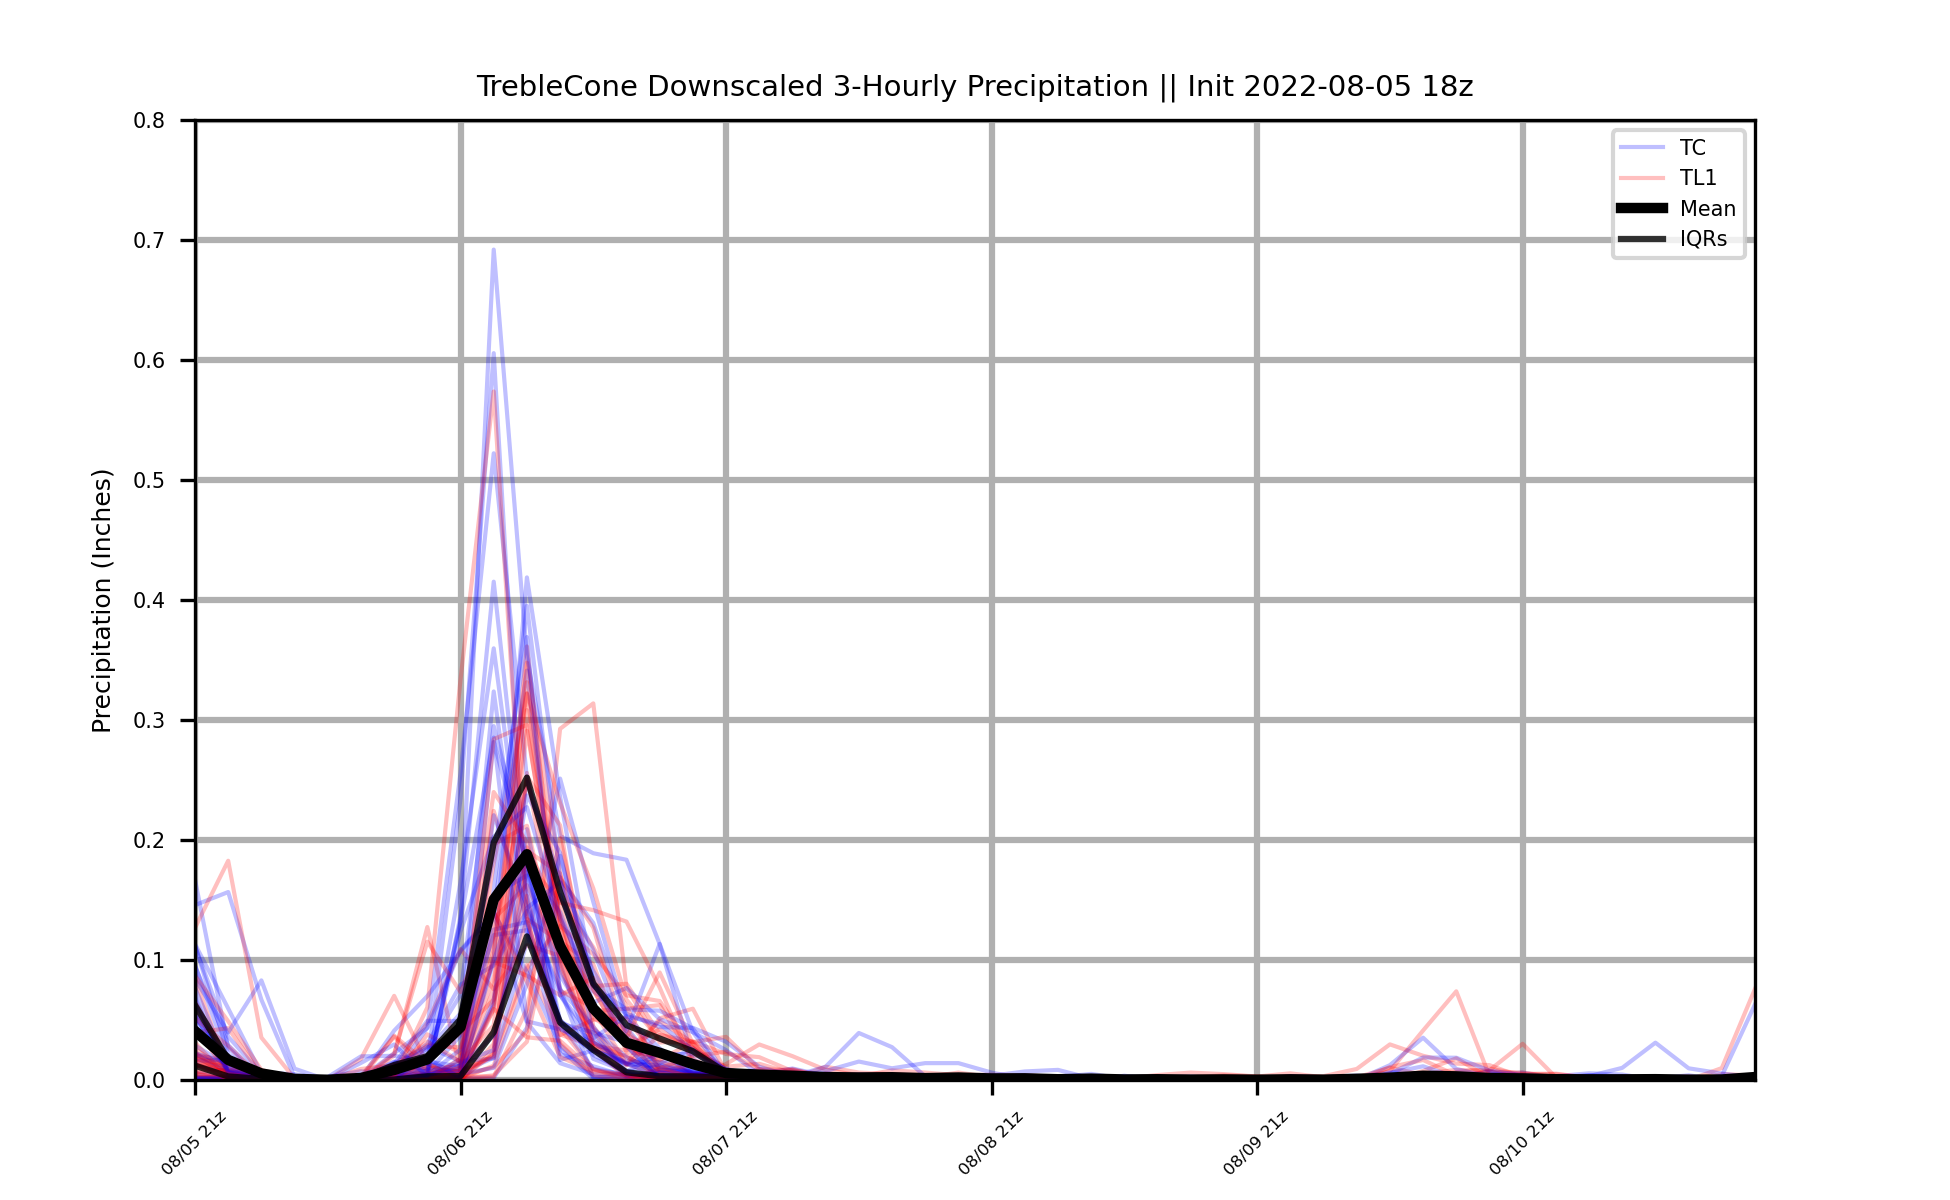 TrebleCone Downscaled 3-Hourly Precipitation || Init 2022-08-05 18z
Precipitation (Inches)
0.8
0.7
0.6
0.5
0.4
0.3
0.2
0.1
0.0
TC
TL1
Mean
IQRs
08/05 21z
08/06 21z
08/07 21z
08/08 21z
08/09 21z
08/10 21z